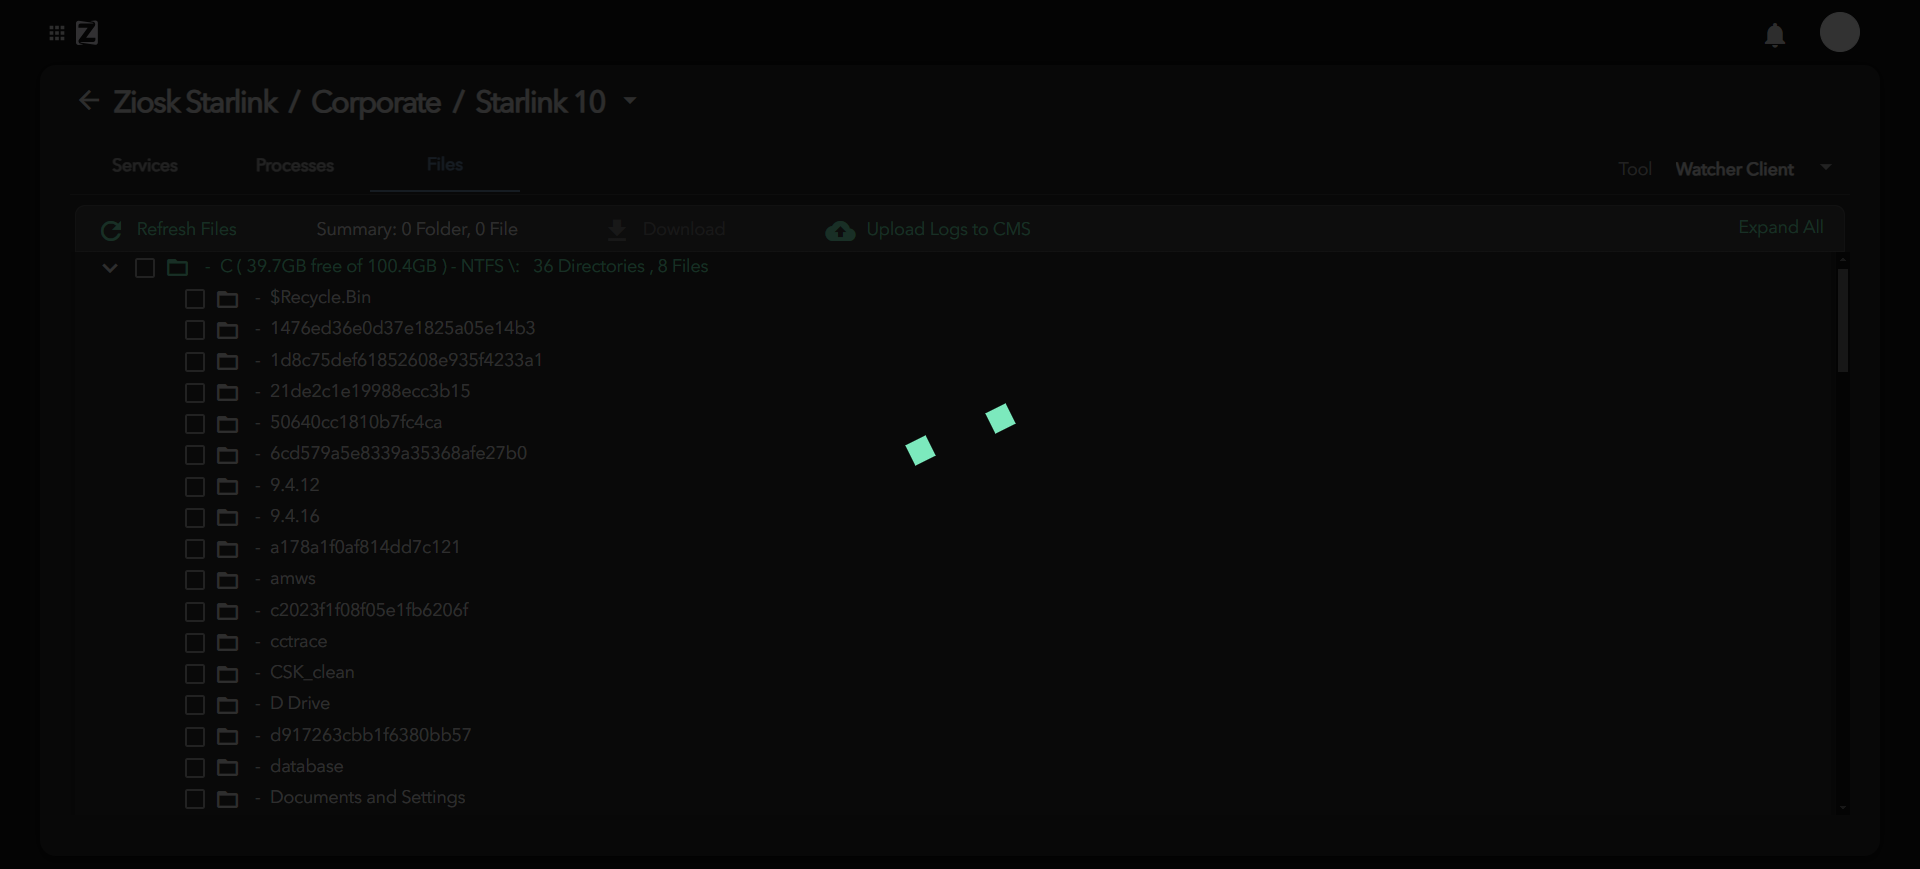 Z
Ziosk Starlink / Corporate / Starlink 10
Services Processes Files Tool Watcher Client
Refresh Files Summary: 0 Folder, 0 File Download Upload Logs to CMS Expand All
- C ( 39.7GB free of 100.4GB ) - NTFS \: 36 Directories , 8 Files
- $Recycle.Bin
- 1476ed36e0d37e1825a05e14b3
- 1d8c75def61852608e935f4233a1
- 21de2c1e19988ecc3b15
- 50640cc1810b7fc4ca
- 6cd579a5e8339a35368afe27b0
- 9.4.12
- 9.4.16
- a178a1f0af814dd7c121
- amws
- c2023f1f08f05e1fb6206f
- cctrace
- CSK_clean
- D Drive
- d917263cbb1f6380bb57
- database
- Documents and Settings